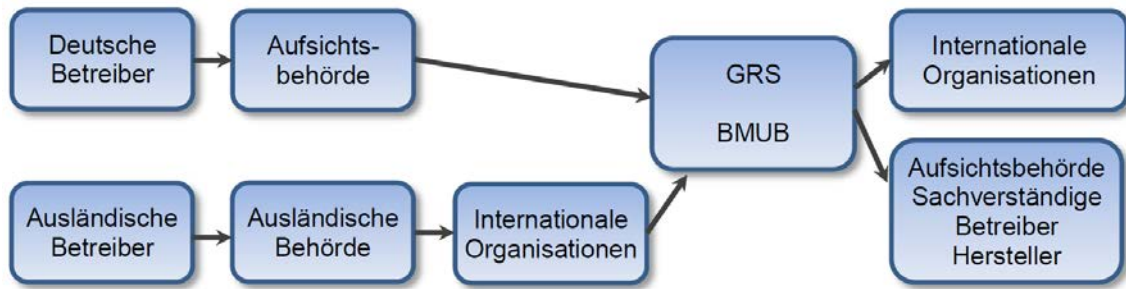 Deutsche
Betreiber
Aufsichts-
behörde
GRS
BMUB
Internationale
Organisationen
Aufsichtsbehörde
Sachverständige
Betreiber
Hersteller
Ausländische
Betreiber
Ausländische
Behörde
Internationale
Organisationen